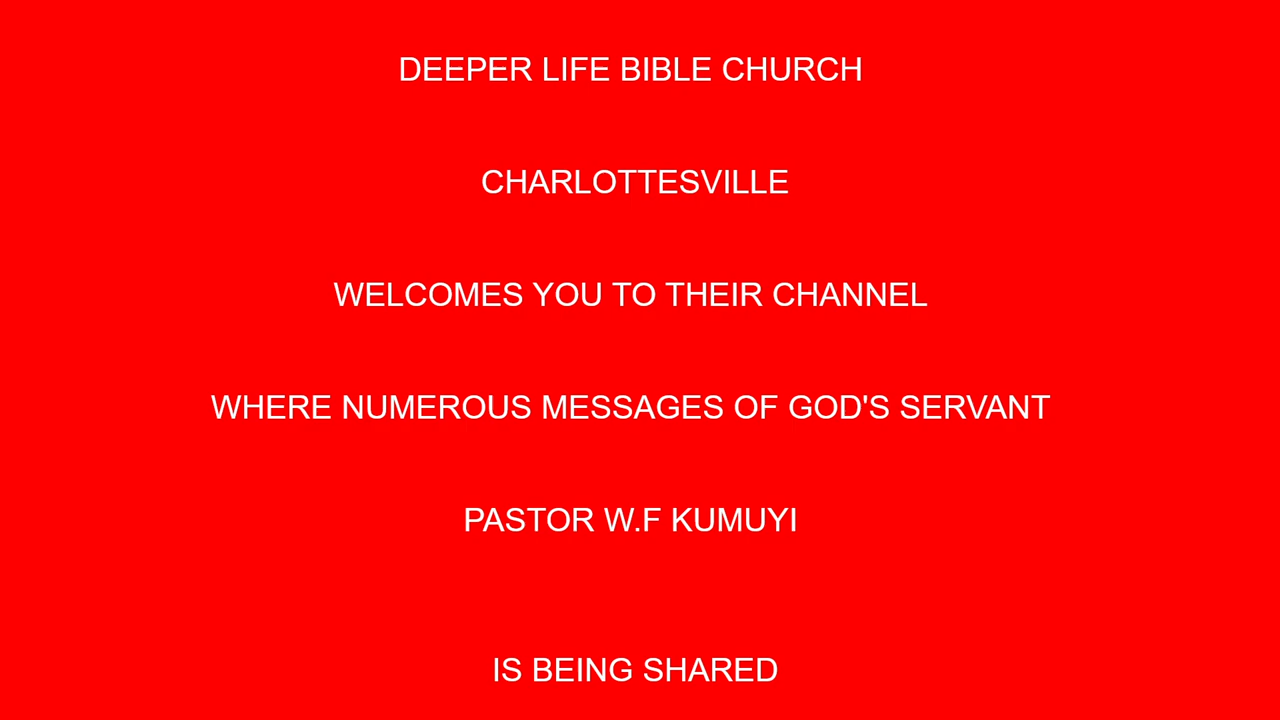 DEEPER LIFE BIBLE CHURCH
CHARLOTTESVILLE
WELCOMES YOU TO THEIR CHANNEL
WHERE NUMEROUS MESSAGES OF GOD'S SERVANT
PASTOR W.F KUMUYI
IS BEING SHARED